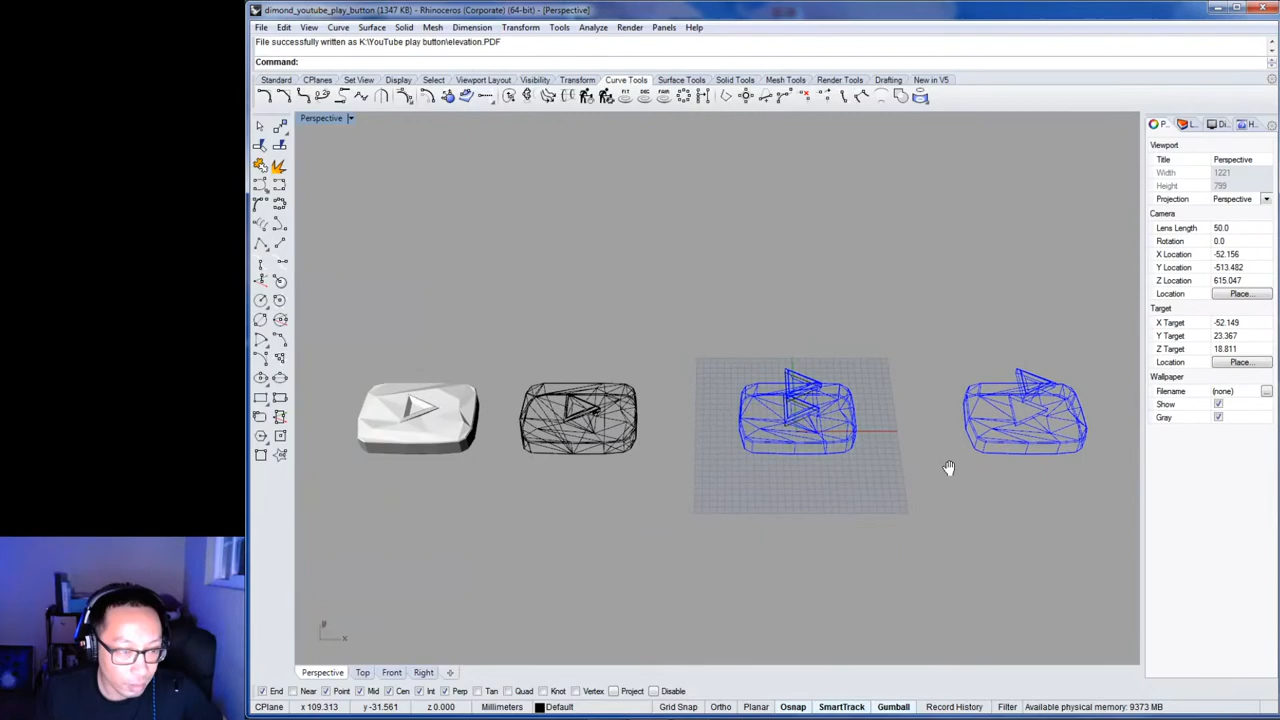 dimond_youtube_play_button (1347 KB) - Rhinoceros (Corporate) (64-bit) - [Perspective]
File Edit View Curve Surface Solid Mesh Dimension Transform Tools Analyze Render Panels Help
File successfully written as K:\YouTube play button\elevation.PDF
Command:
Standard CPlanes Set View Display Select Viewport Layout Visibility Transform Curve Tools Surface Tools Solid Tools Mesh Tools Render Tools Drafting New in V5
Perspective
P... L... Di... H...
Viewport
Title Perspective
Width 1221
Height 799
Projection Perspective
Camera
Lens Length 50.0
Rotation 0.0
X Location -52.156
Y Location -513.482
Z Location 615.047
Location Place...
Target
X Target -52.149
Y Target 23.367
Z Target 18.811
Location Place...
Wallpaper
Filename (none) ...
Show
Gray
x
Perspective Top Front Right
End Near Point Mid Cen Int Perp Tan Quad Knot Vertex Project Disable
CPlane x 109.313 y -31.561 z 0.000 Millimeters Default Grid Snap Ortho Planar Osnap SmartTrack Gumball Record History Filter Available physical memory: 9373 MB